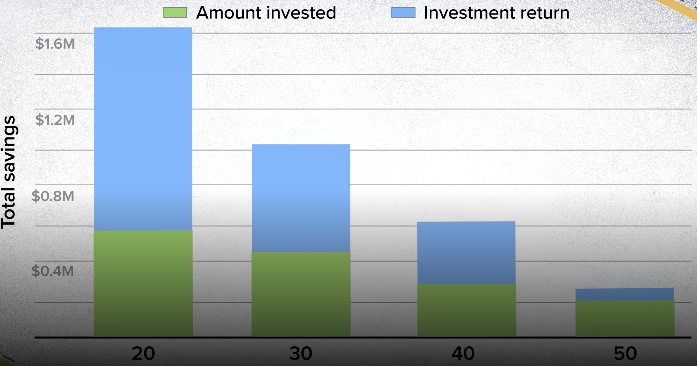 Amount invested
Investment return
Total savings
$1.6M
$1.2M
$0.8M
$0.4M
20
30
40
50